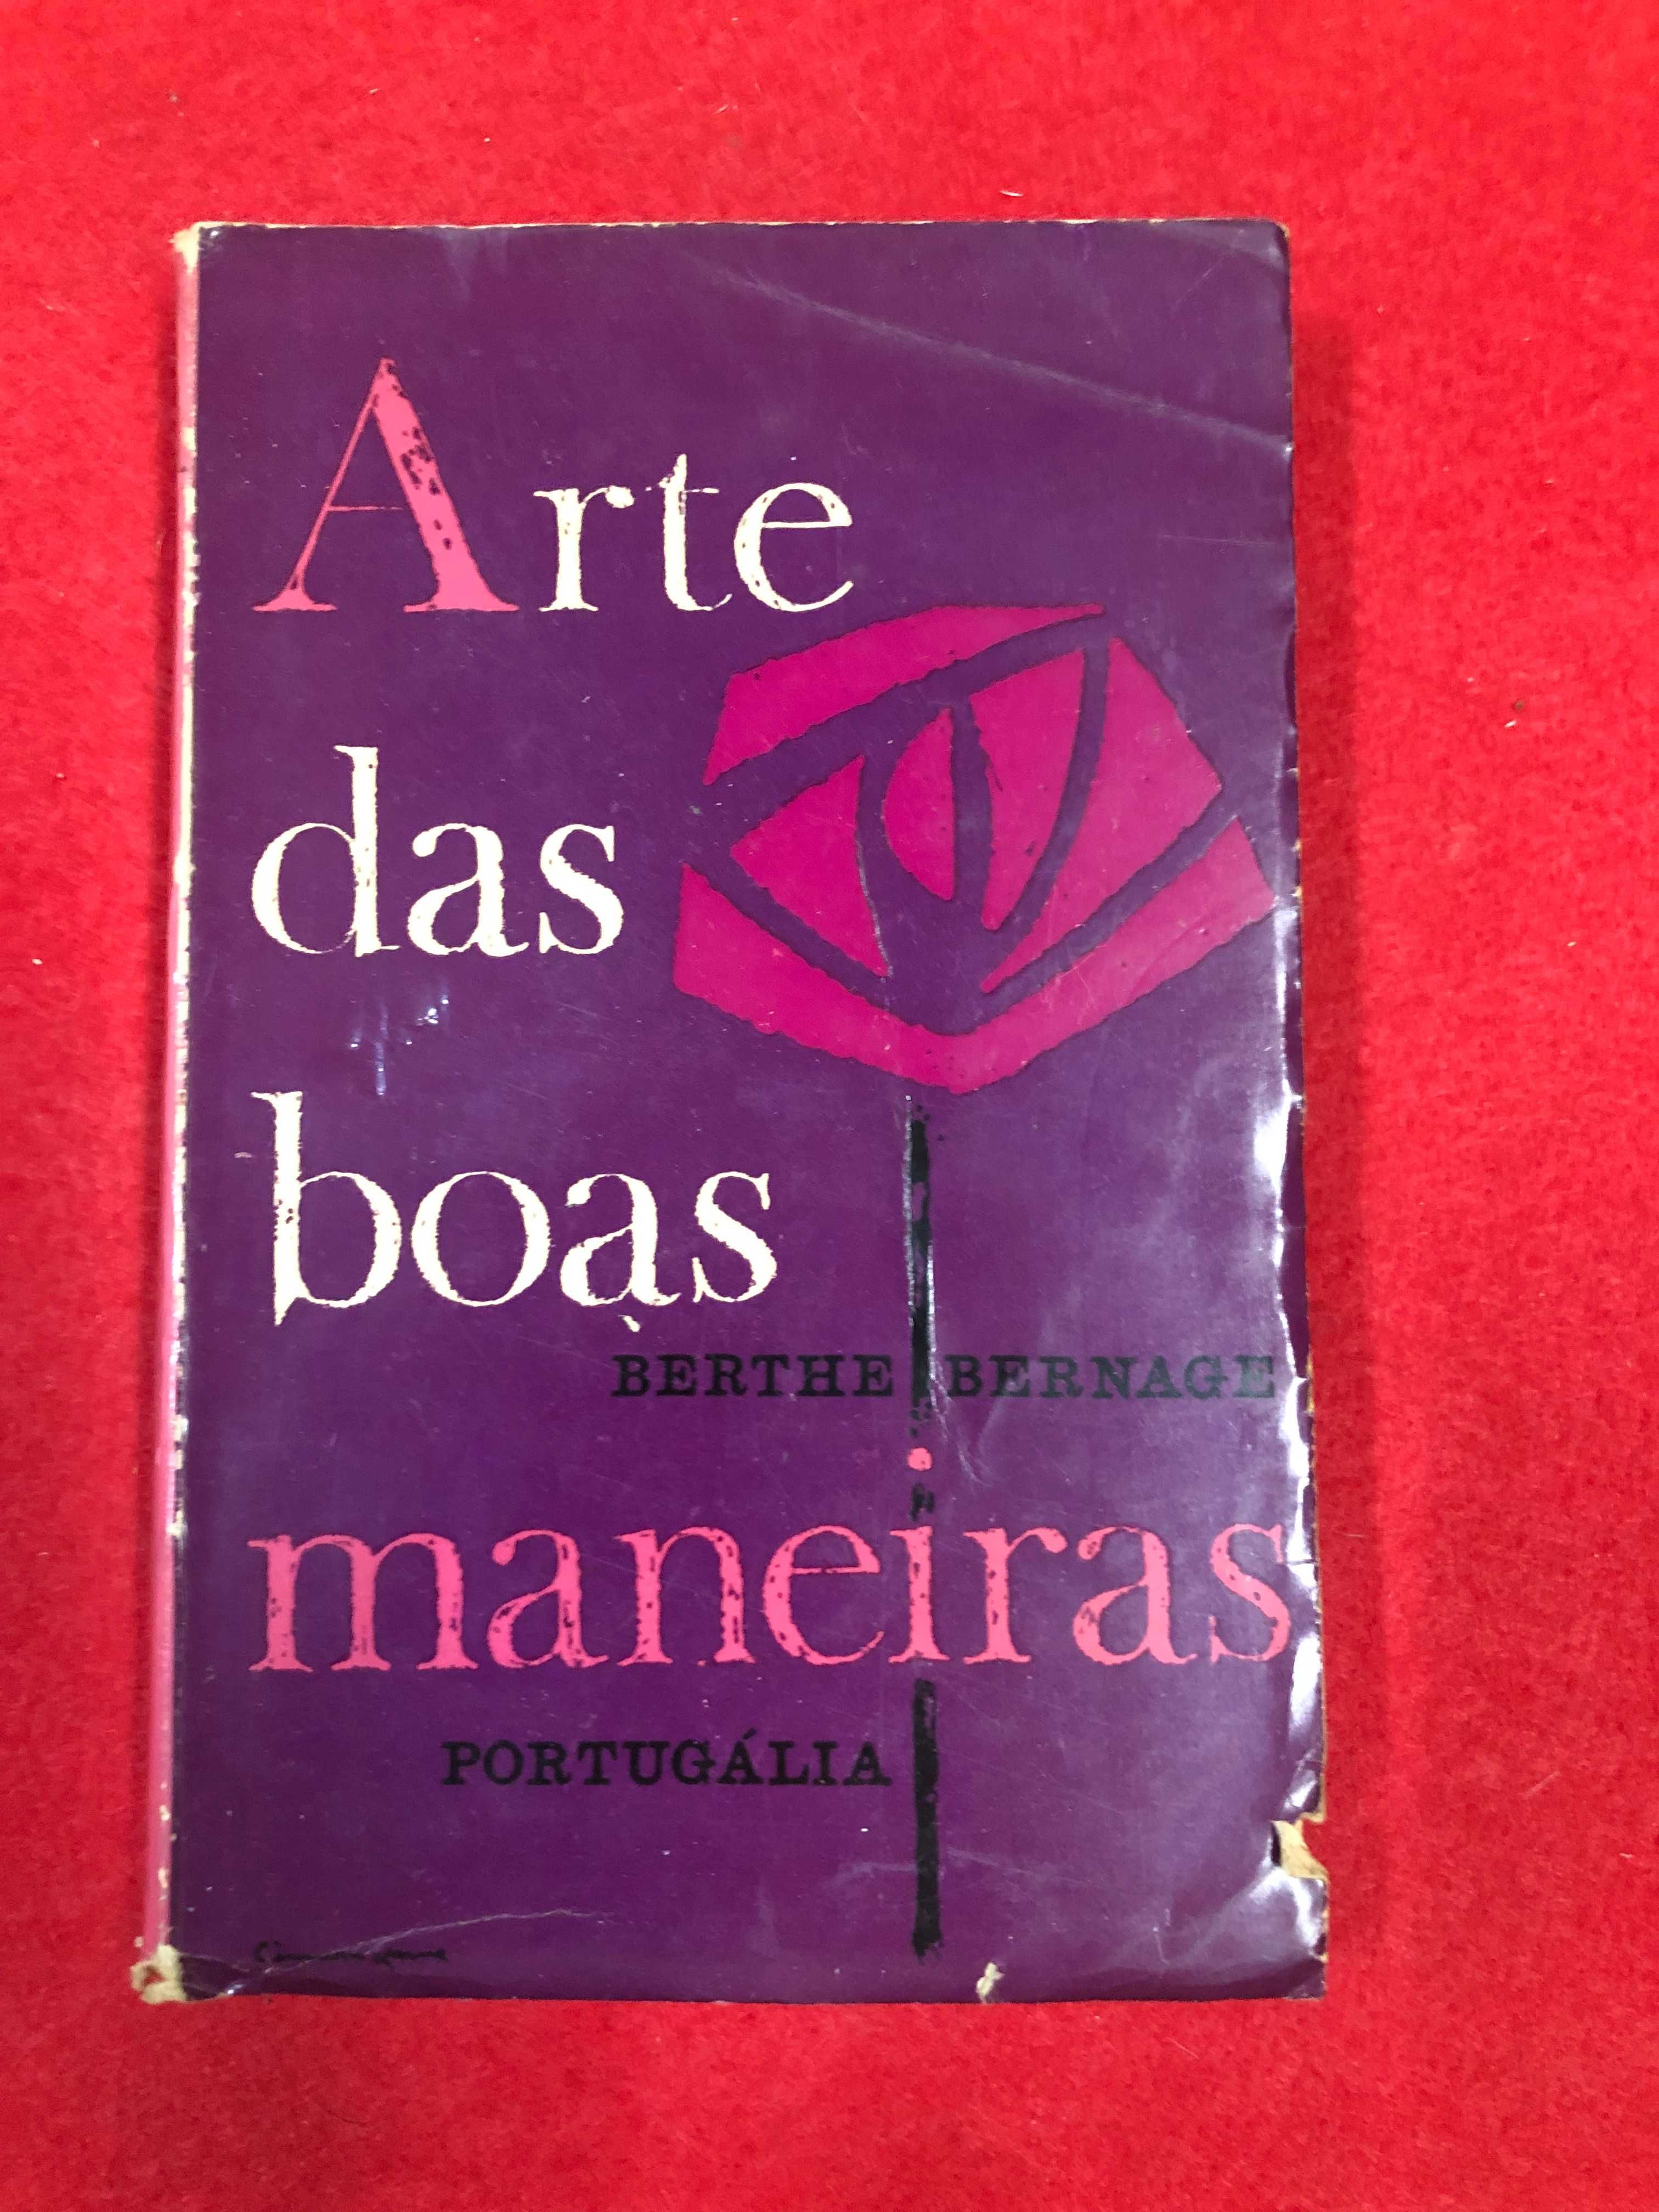 Arte
das
boas
BERTHE BERNAGE
maneiras
PORTUGÁLIA